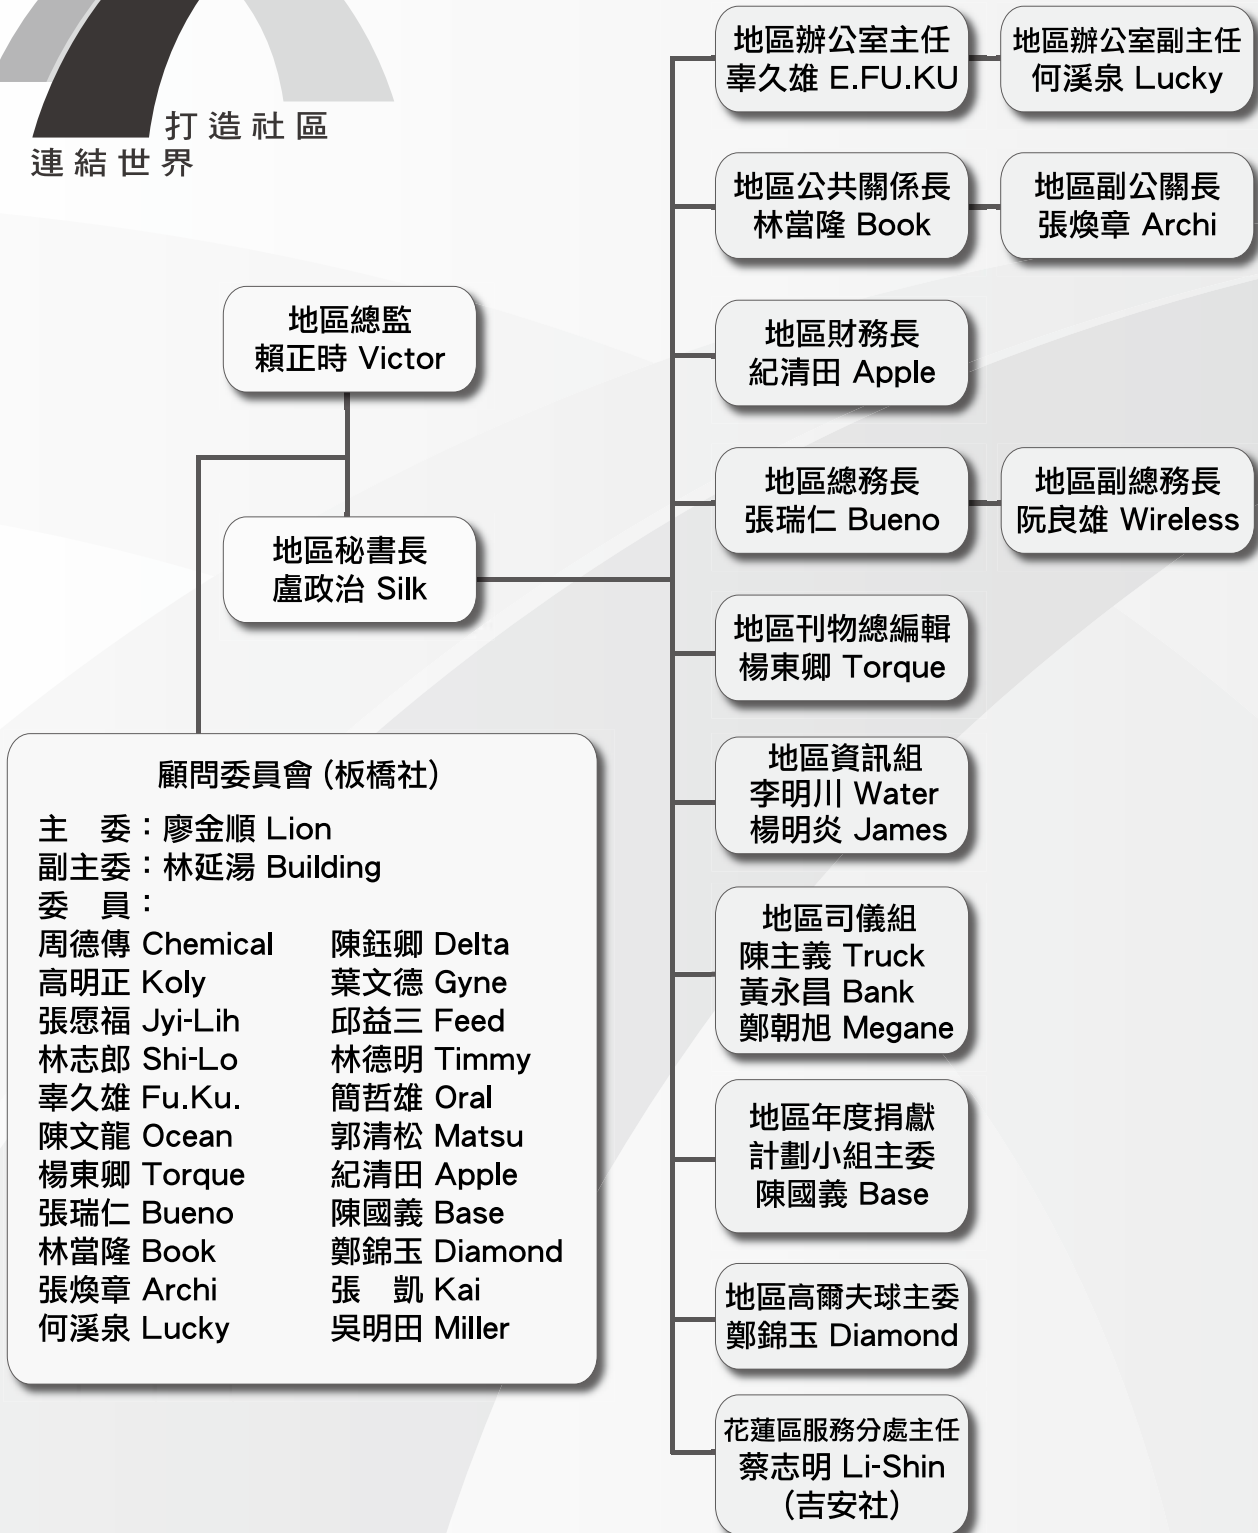 打造社區
連結世界
地區總監
賴正時 Victor
地區秘書長
盧政治 Silk
顧問委員會(板橋社)
主　委：廖金順 Lion
副主委：林延湯 Building
委　員：
周德傳 Chemical　陳鈺卿 Delta
高明正 Koly　葉文德 Gyne
張愿福 Jyi-Lih　邱益三 Feed
林志郎 Shi-Lo　林德明 Timmy
辜久雄 Fu.Ku.　簡哲雄 Oral
陳文龍 Ocean　郭清松 Matsu
楊東卿 Torque　紀清田 Apple
張瑞仁 Bueno　陳國義 Base
林當隆 Book　鄭錦玉 Diamond
張煥章 Archi　張　凱 Kai
何溪泉 Lucky　吳明田 Miller
地區辦公室主任
辜久雄 E.FU.KU
地區辦公室副主任
何溪泉 Lucky
地區公共關係長
林當隆 Book
地區副公關長
張煥章 Archi
地區財務長
紀清田 Apple
地區總務長
張瑞仁 Bueno
地區副總務長
阮良雄 Wireless
地區刊物總編輯
楊東卿 Torque
地區資訊組
李明川 Water
楊明炎 James
地區司儀組
陳主義 Truck
黃永昌 Bank
鄭朝旭 Megane
地區年度捐獻
計劃小組主委
陳國義 Base
地區高爾夫球主委
鄭錦玉 Diamond
花蓮區服務分處主任
蔡志明 Li-Shin
(吉安社)